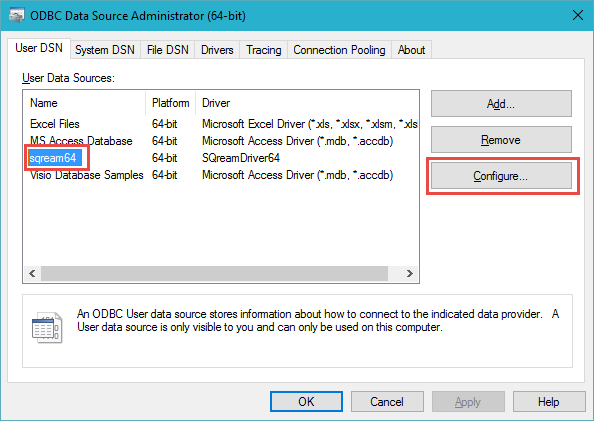 ODBC Data Source Administrator (64-bit)
User DSN System DSN File DSN Drivers Tracing Connection Pooling About
User Data Sources:
Name Platform Driver
Excel Files 64-bit Microsoft Excel Driver (*.xls, *.xlsx, *.xlsm, *.xls
MS Access Database 64-bit Microsoft Access Driver (*.mdb, *.accdb)
sqream64 64-bit SQreamDriver64
Visio Database Samples 64-bit Microsoft Access Driver (*.mdb, *.accdb)
Add...
Remove
Configure...
An ODBC User data source stores information about how to connect to the indicated data provider. A
User data source is only visible to you and can only be used on this computer.
OK Cancel Apply Help